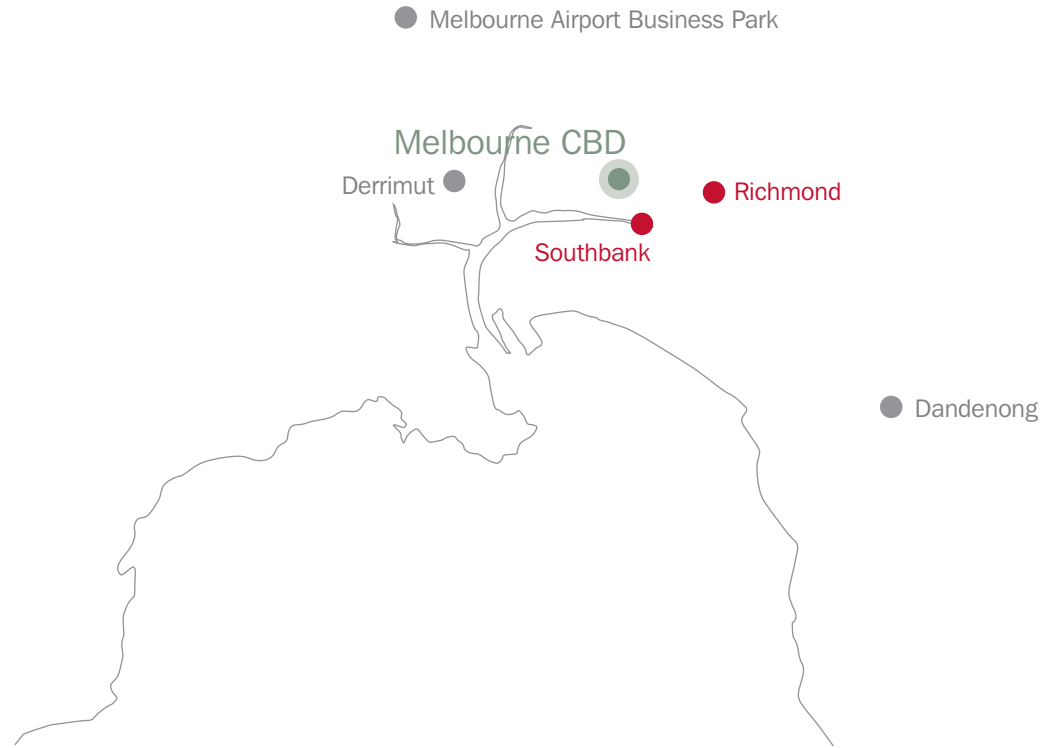 Melbourne Airport Business Park
Melbourne CBD
Derrimut
Richmond
Southbank
Dandenong